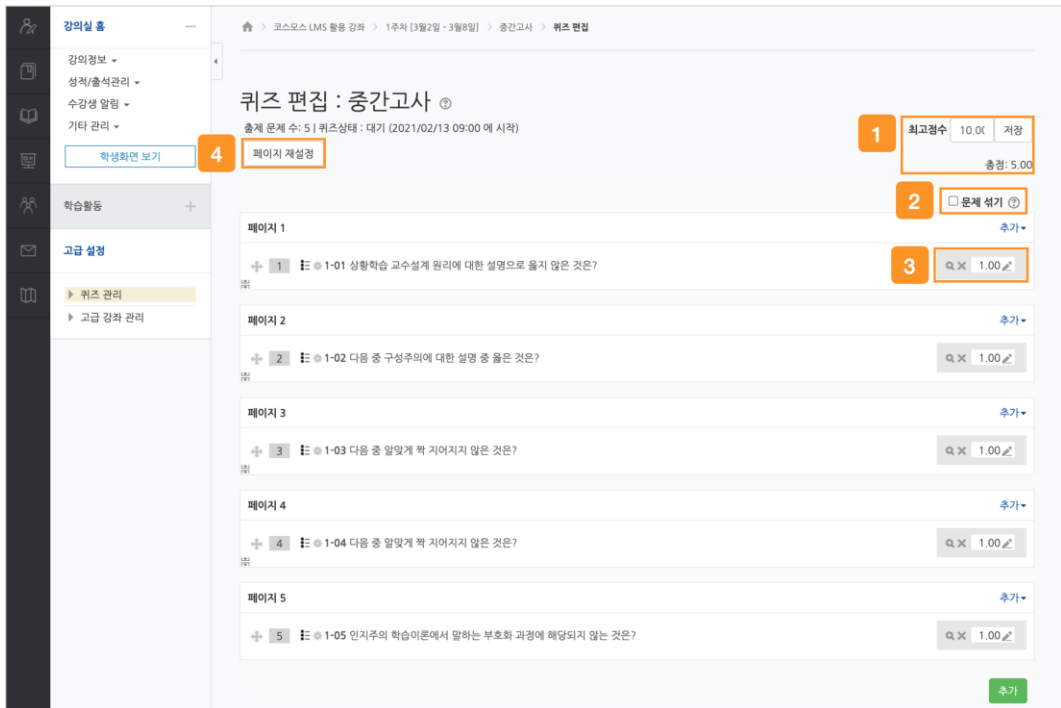 강의실 홈
코스모스 LMS 활용 강좌 > 1주차 [3월2일 - 3월8일] > 중간고사 > 퀴즈 편집
강의정보
성적/출석관리
수강생 알림
기타 관리
학생화면 보기
학습활동
고급 설정
퀴즈 관리
고급 강좌 관리
퀴즈 편집 : 중간고사
출제 문제 수: 5 | 퀴즈상태 : 대기 (2021/02/13 09:00 에 시작)
4 페이지 재설정
1 최고점수 10.0( 저장
총점: 5.00
2 문제 섞기
페이지 1 추가
1 1-01 상황학습 교수설계 원리에 대한 설명으로 옳지 않은 것은? 3 1.00
페이지 2 추가
2 1-02 다음 중 구성주의에 대한 설명 중 옳은 것은? 1.00
페이지 3 추가
3 1-03 다음 중 알맞게 짝 지어지지 않은 것은? 1.00
페이지 4 추가
4 1-04 다음 중 알맞게 짝 지어지지 않은 것은? 1.00
페이지 5 추가
5 1-05 인지주의 학습이론에서 말하는 부호화 과정에 해당되지 않는 것은? 1.00
추가